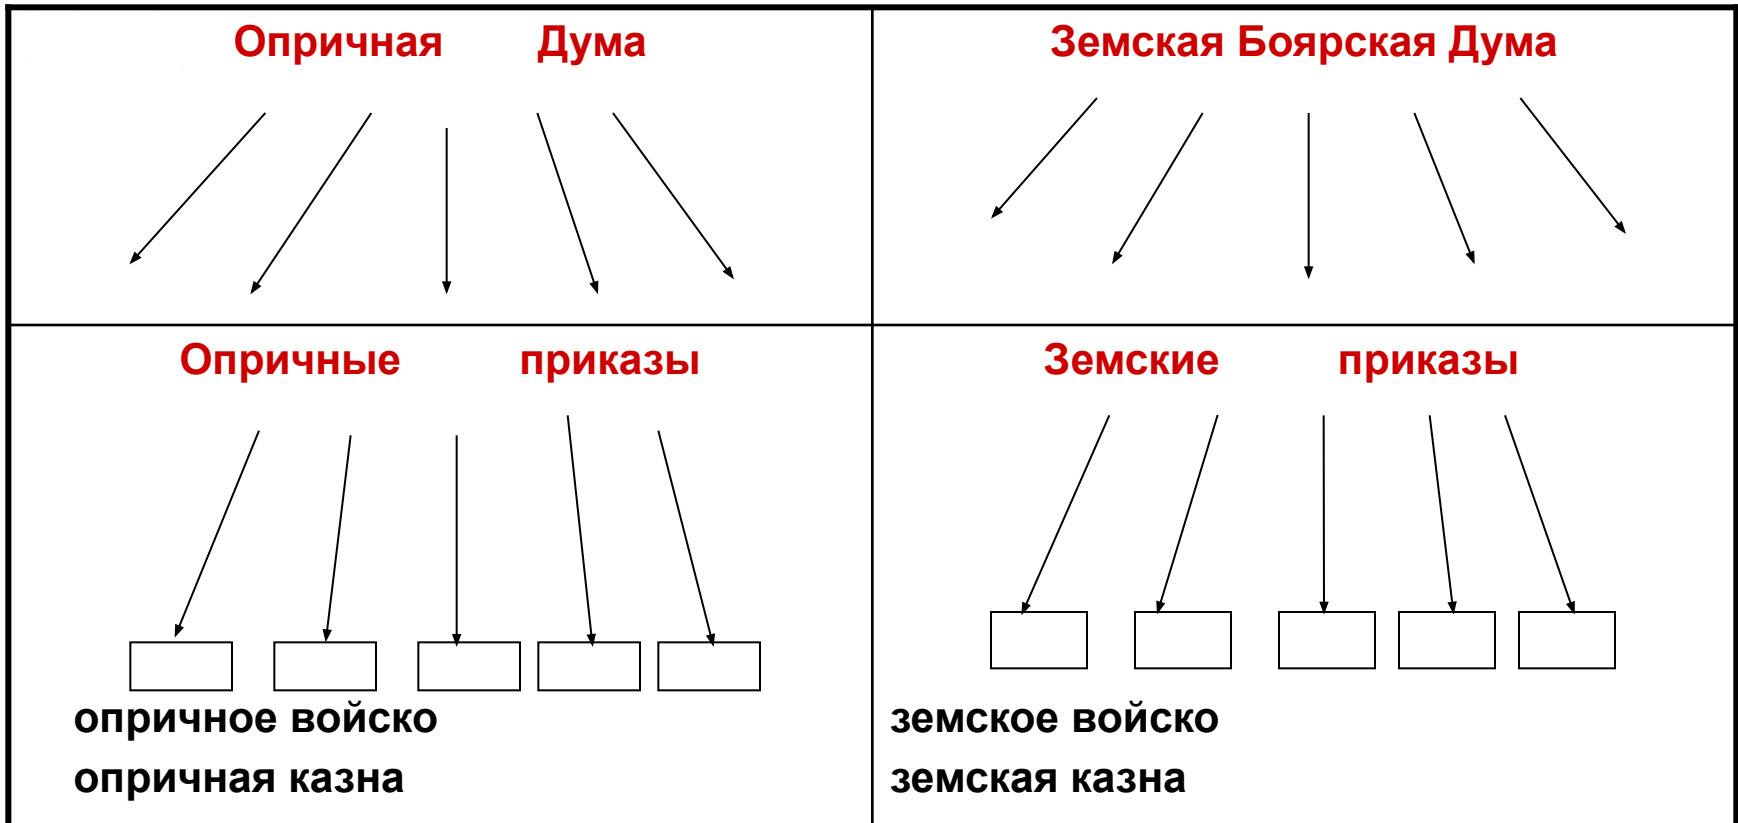 Опричная Дума
Земская Боярская Дума
Опричные приказы
Земские приказы
опричное войско
опричная казна
земское войско
земская казна